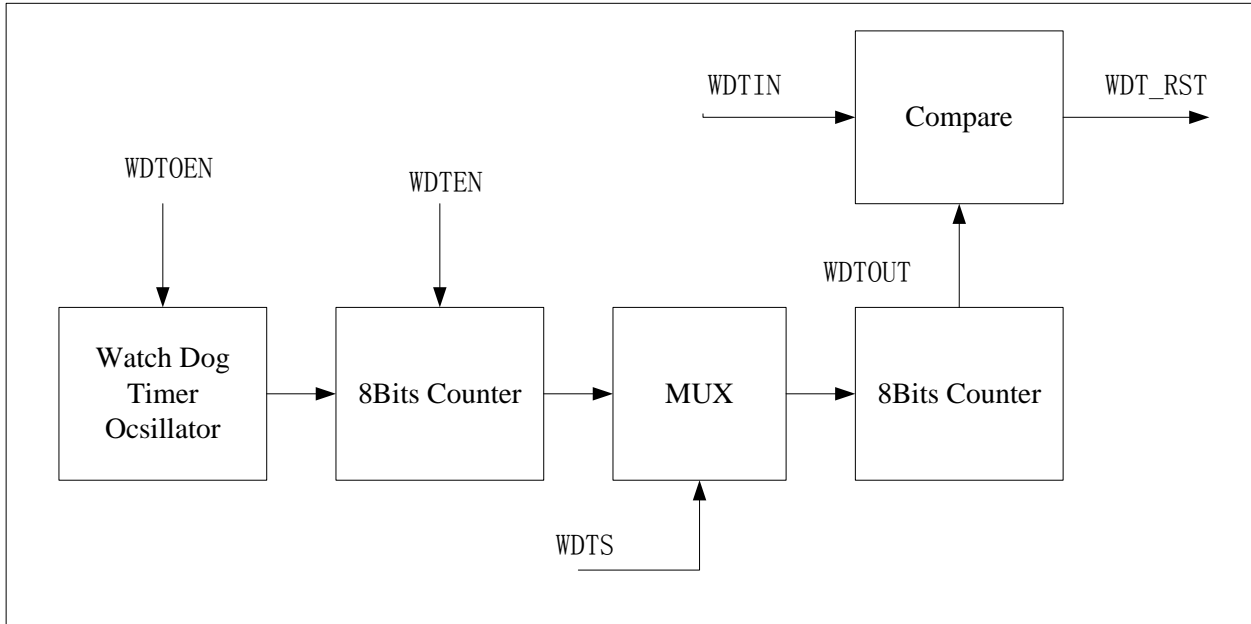 WDTIN
Compare
WDT_RST
WDTOEN
WDTEN
WDTOUT
Watch Dog
Timer
Ocsillator
8Bits Counter
MUX
8Bits Counter
WDTS